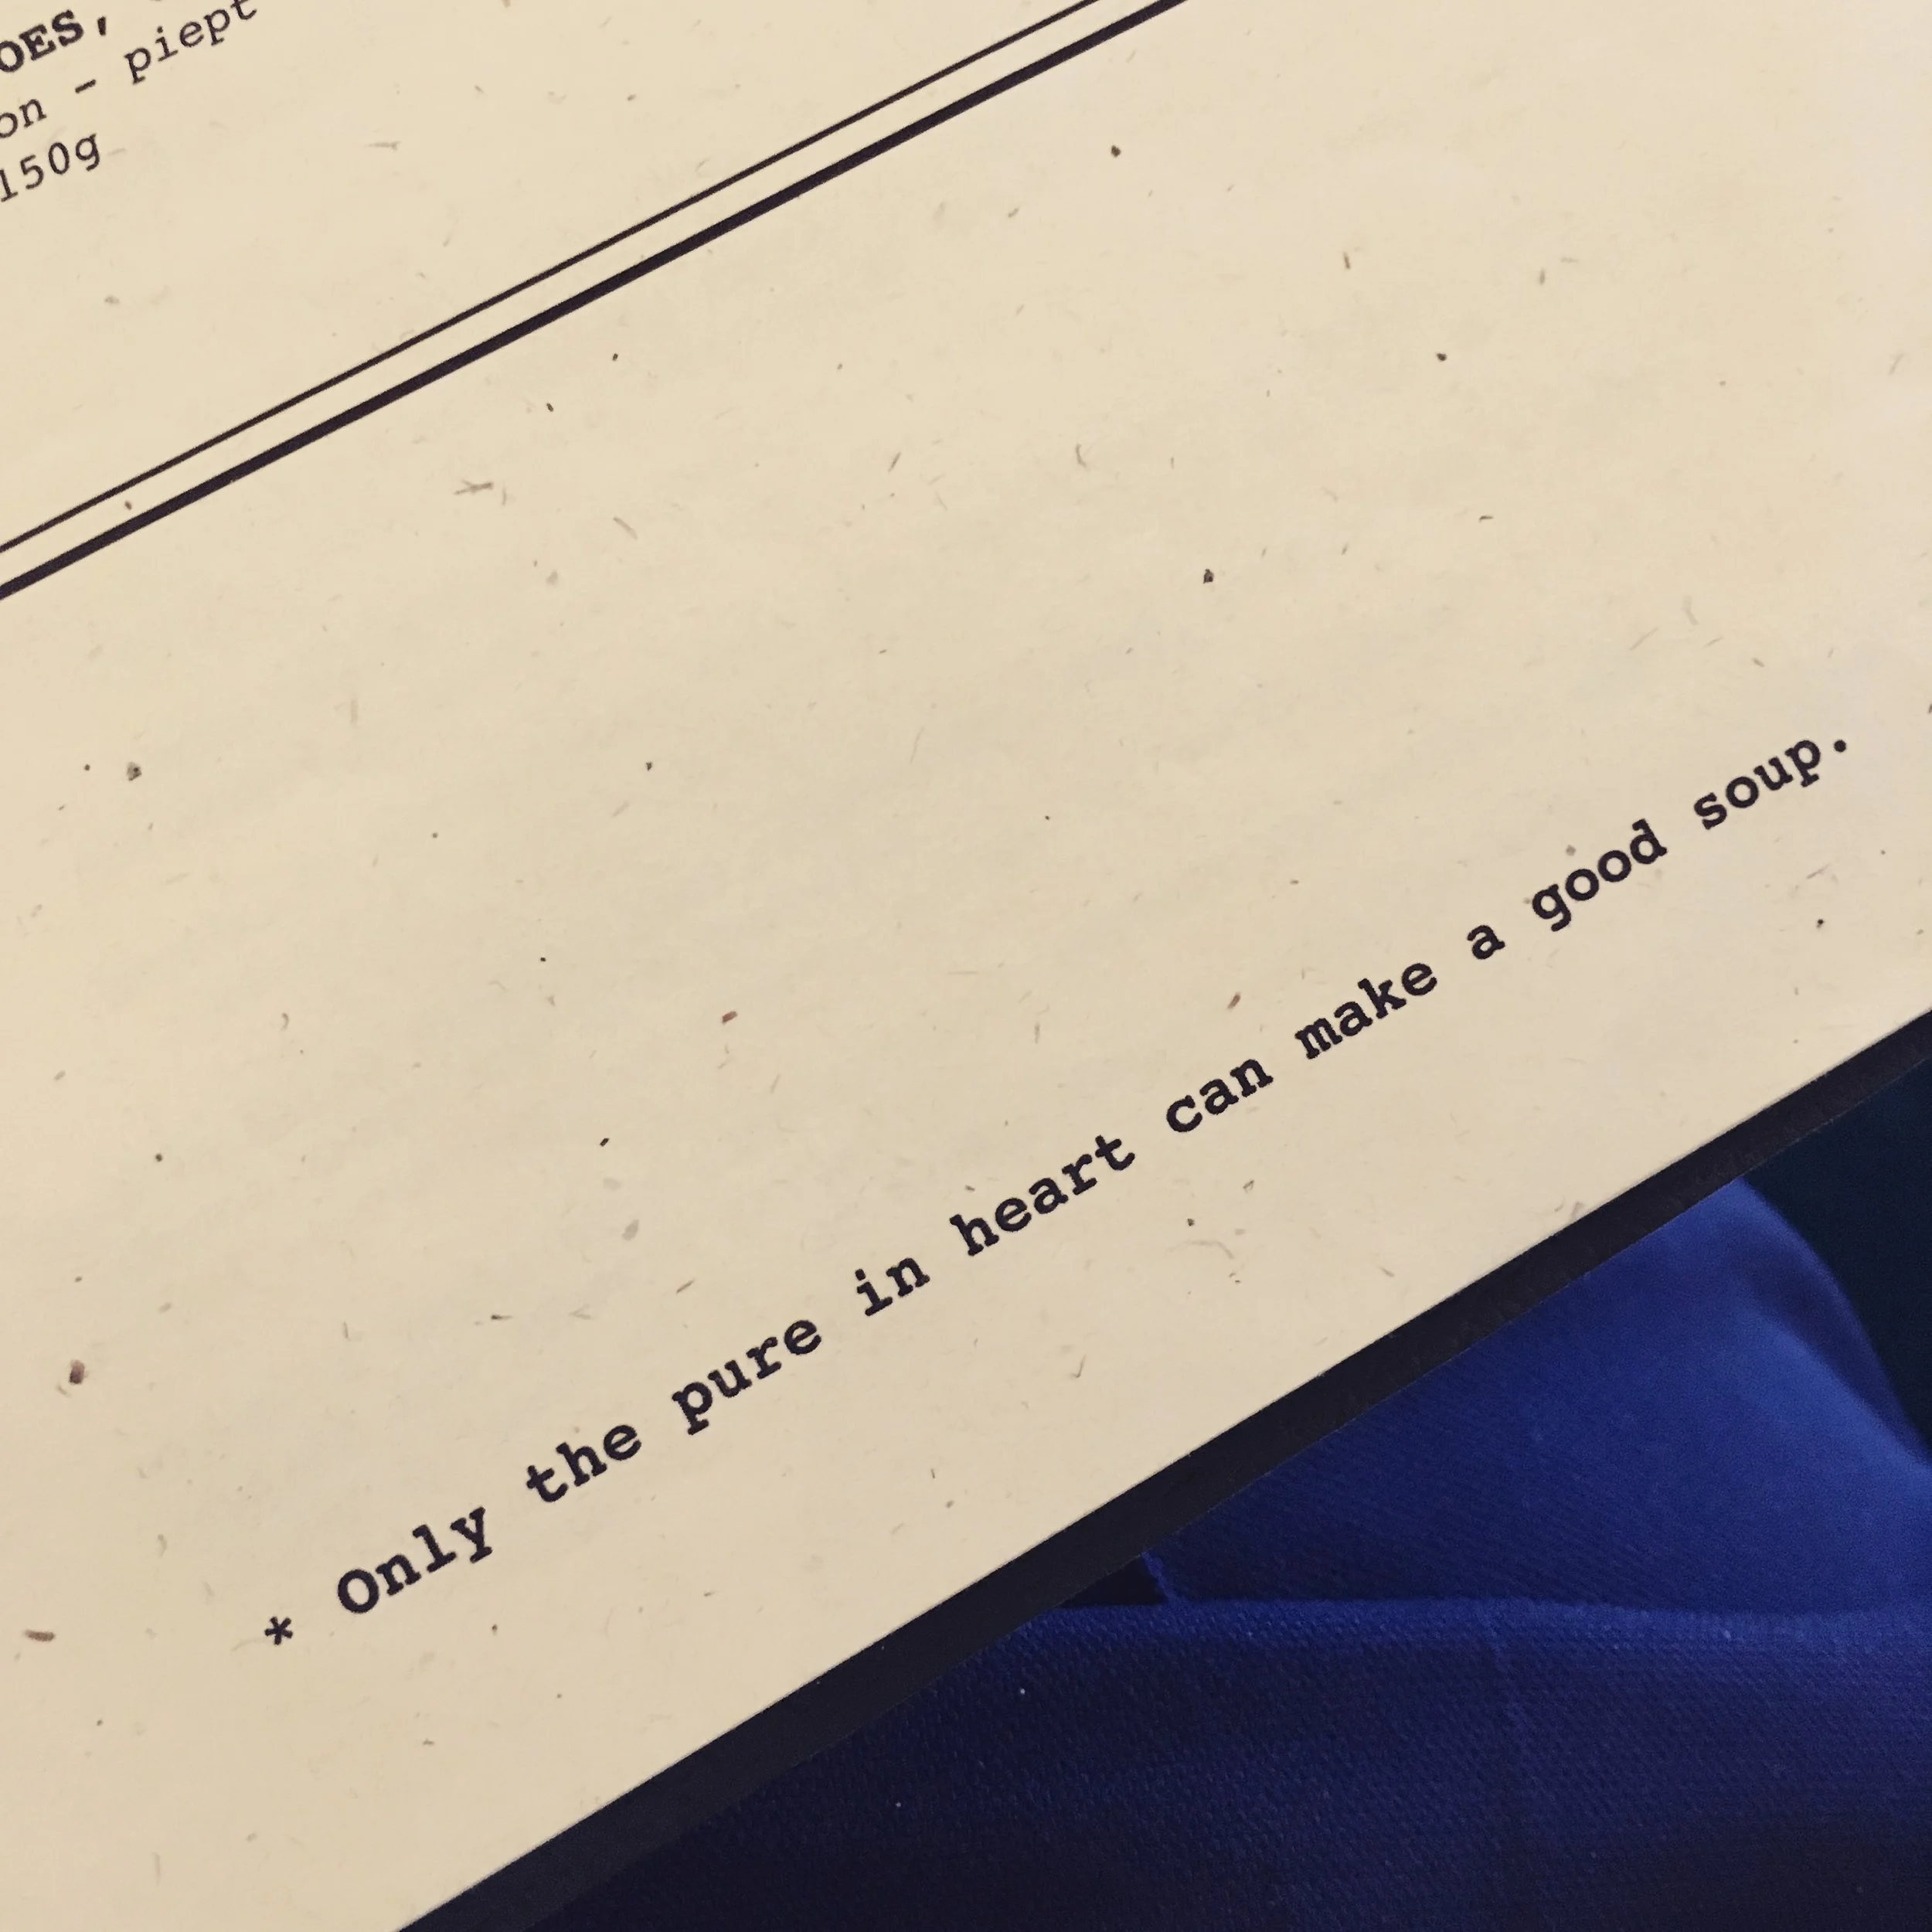 OES,
on - piept
150g
* Only the pure in heart can make a good soup.